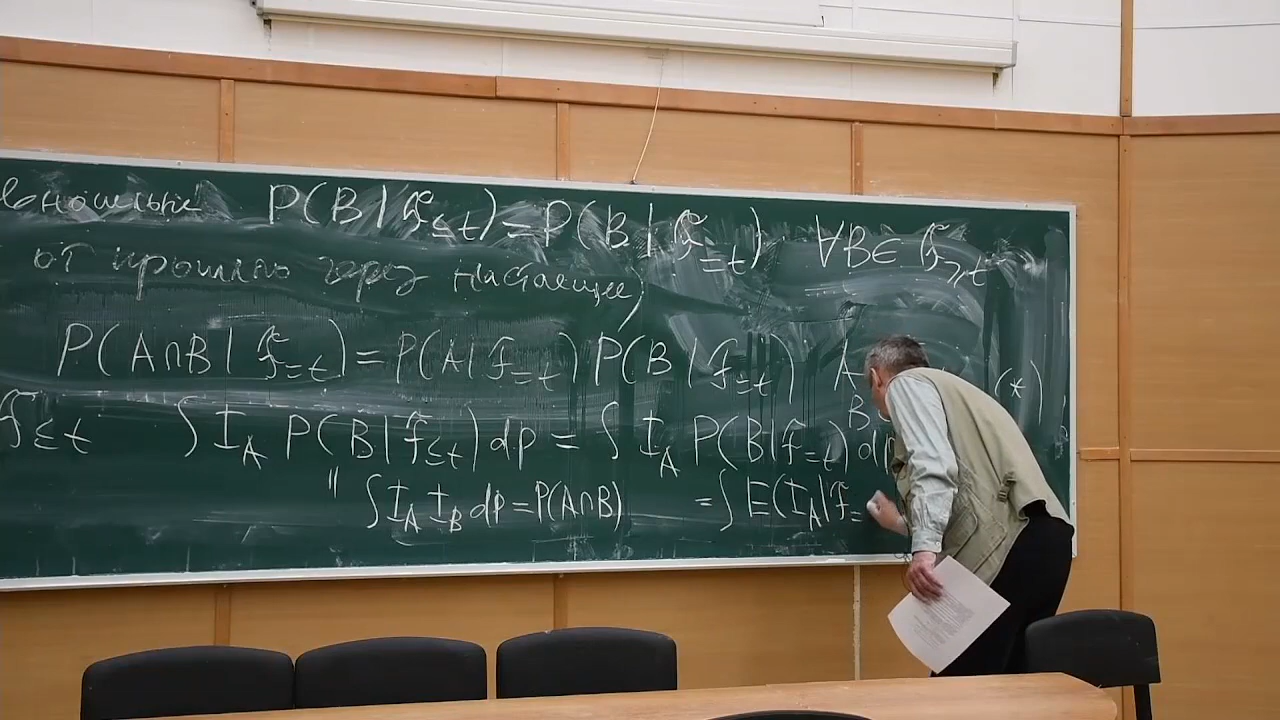 P(B | ℱ≤t) = P(B | ℱ=t) ∀B∈ ℱ≥t
от прошлого через настоящее)
P(A∩B | ℱ=t) = P(A | ℱ=t) P(B | ℱ=t) A (*)
B
ℱ≤t ∫ I_A P(B | ℱ≤t) dP = ∫ I_A P(B | ℱ=t) dP
" ∫ I_A I_B dP = P(A∩B) = ∫ E(I_A | ℱ=